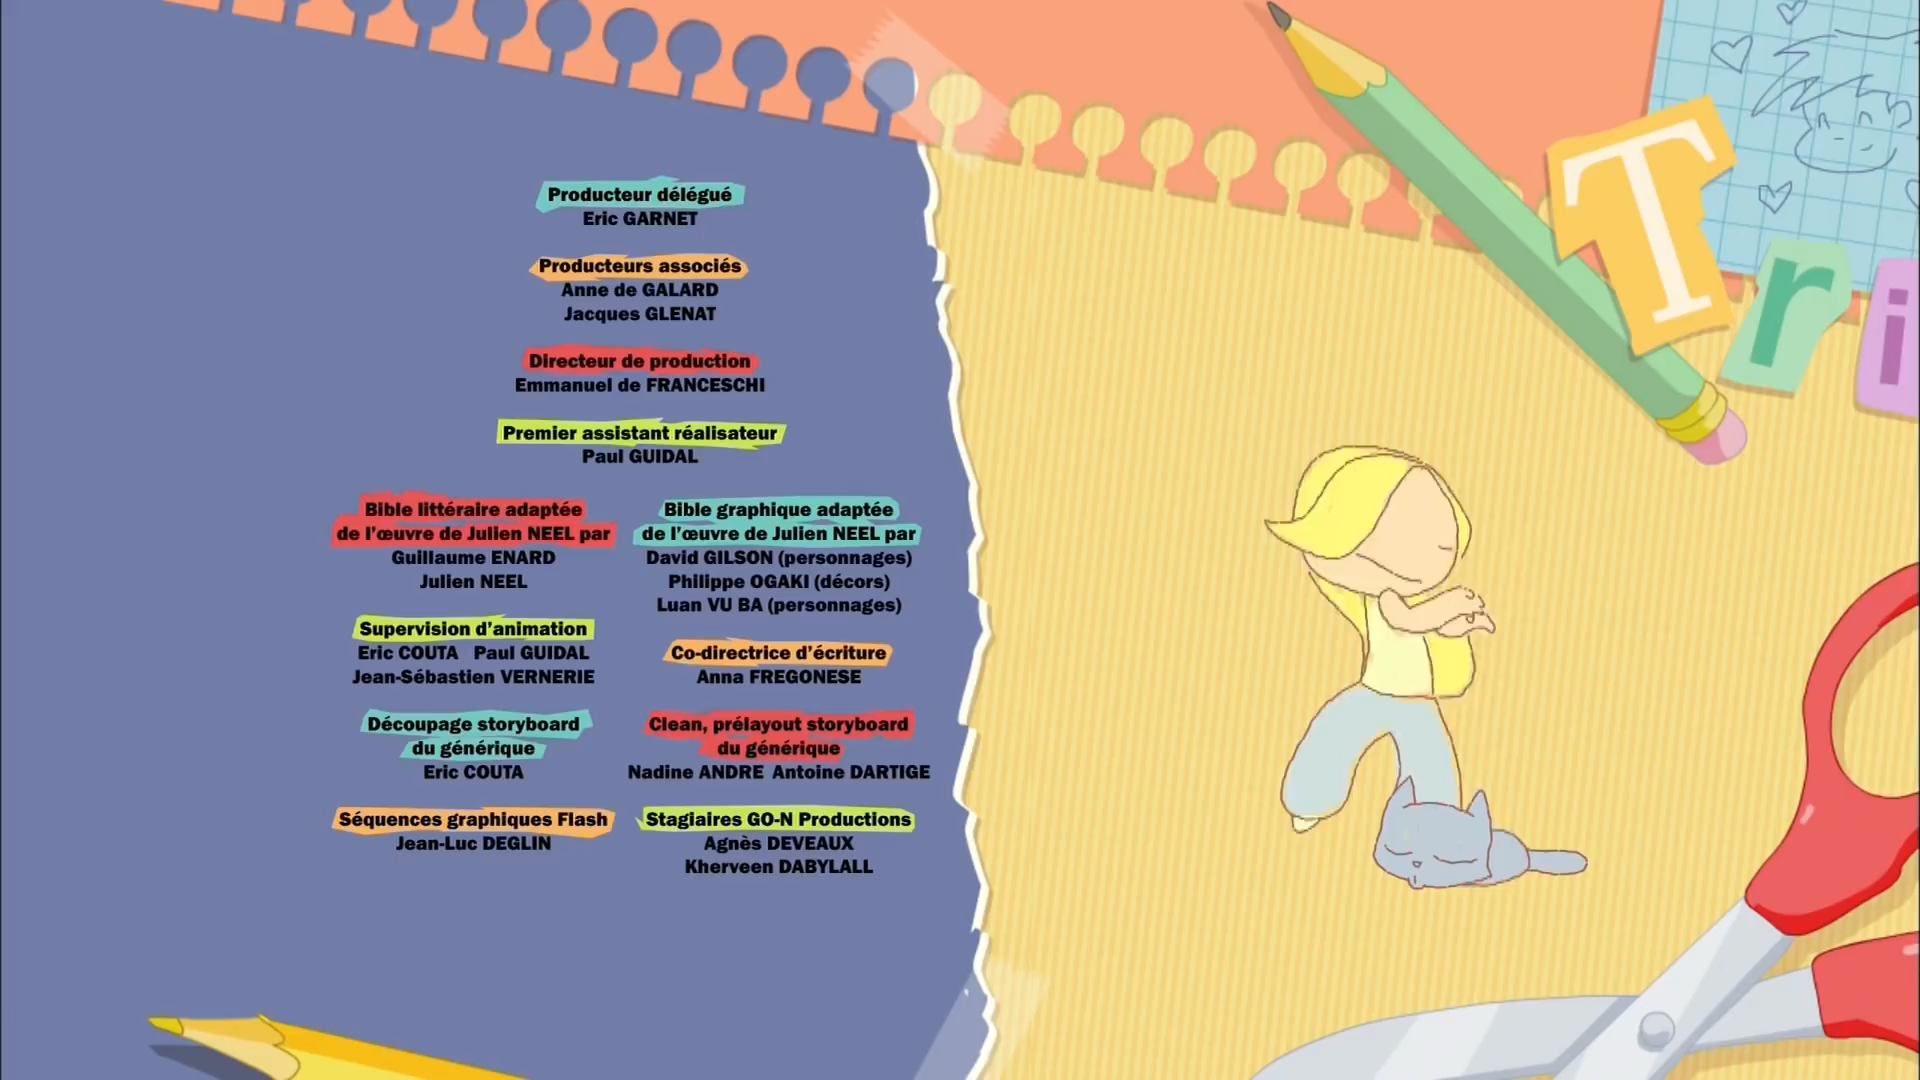 Producteur délégué
Eric GARNET
Producteurs associés
Anne de GALARD
Jacques GLENAT
Directeur de production
Emmanuel de FRANCESCHI
Premier assistant réalisateur
Paul GUIDAL
Bible littéraire adaptée
de l'œuvre de Julien NEEL par
Guillaume ENARD
Julien NEEL
Bible graphique adaptée
de l'œuvre de Julien NEEL par
David GILSON (personnages)
Philippe OGAKI (décors)
Luan VU BA (personnages)
Supervision d'animation
Eric COUTA Paul GUIDAL
Jean-Sébastien VERNERIE
Co-directrice d'écriture
Anna FREGONESE
Découpage storyboard
du générique
Eric COUTA
Clean, prélayout storyboard
du générique
Nadine ANDRE Antoine DARTIGE
Séquences graphiques Flash
Jean-Luc DEGLIN
Stagiaires GO-N Productions
Agnès DEVEAUX
Kherveen DABYLALL
Tri